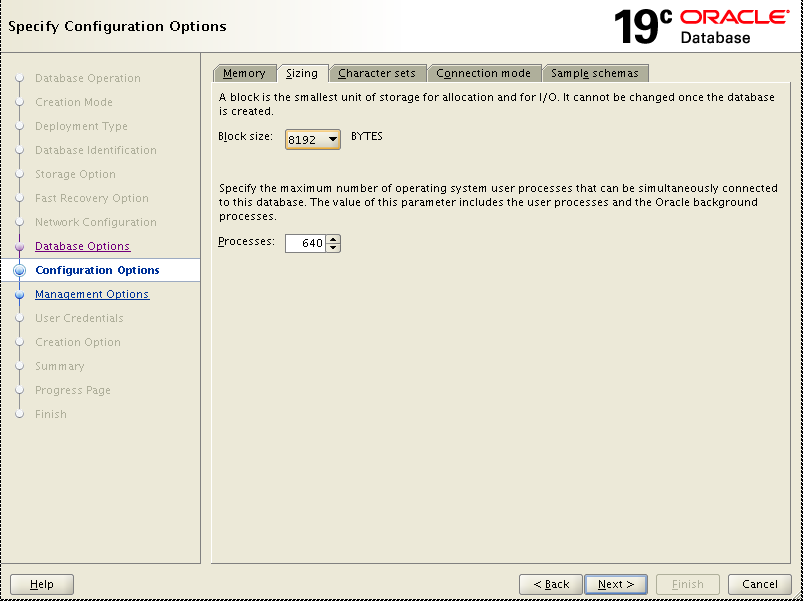 Specify Configuration Options
19c ORACLE®
Database
Database Operation
Creation Mode
Deployment Type
Database Identification
Storage Option
Fast Recovery Option
Network Configuration
Database Options
Configuration Options
Management Options
User Credentials
Creation Option
Summary
Progress Page
Finish
Memory Sizing Character sets Connection mode Sample schemas
A block is the smallest unit of storage for allocation and for I/O. It cannot be changed once the database
is created.
Block size: 8192 BYTES
Specify the maximum number of operating system user processes that can be simultaneously connected
to this database. The value of this parameter includes the user processes and the Oracle background
processes.
Processes: 640
Help < Back Next > Finish Cancel